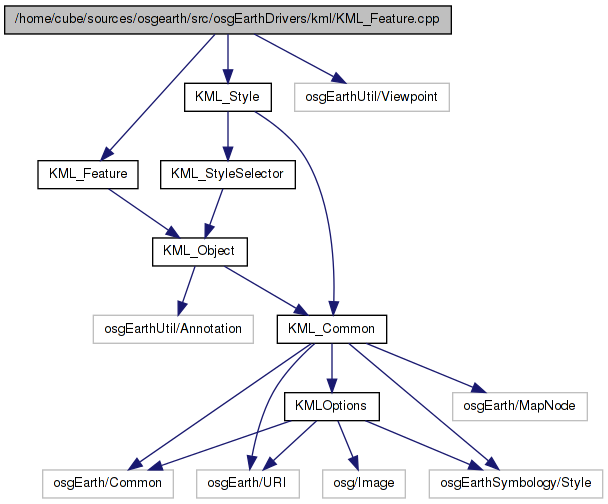 /home/cube/sources/osgearth/src/osgEarthDrivers/kml/KML_Feature.cpp
KML_Style
osgEarthUtil/Viewpoint
KML_Feature
KML_StyleSelector
KML_Object
osgEarthUtil/Annotation
KML_Common
KMLOptions
osgEarth/MapNode
osgEarth/Common
osgEarth/URI
osg/Image
osgEarthSymbology/Style